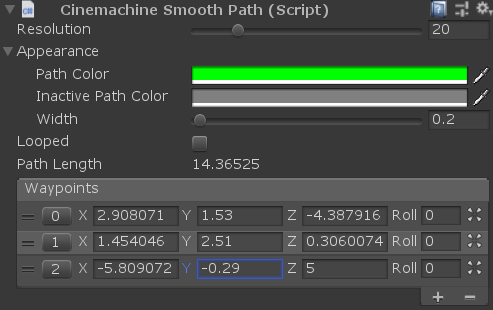 Cinemachine Smooth Path (Script)
Resolution 20
Appearance
Path Color
Inactive Path Color
Width 0.2
Looped
Path Length 14.36525
Waypoints
0 X 2.908071 Y 1.53 Z -4.387916 Roll 0
1 X 1.454046 Y 2.51 Z 0.3060074 Roll 0
2 X -5.809072 Y -0.29 Z 5 Roll 0
+ −